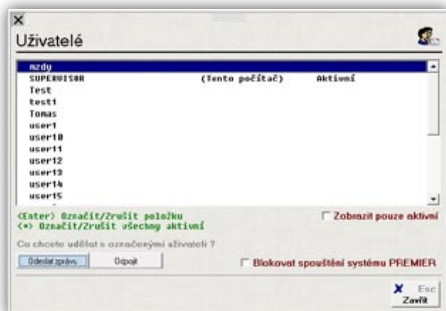 Uživatelé
mzdy
SUPERVISOR (Tento počítač) Aktivní
Test
test1
Tomas
user1
user10
user11
user12
user13
user14
user15
<Enter> Označit/Zrušit položku
<+> Označit/Zrušit všechny aktivní
Zobrazit pouze aktivní
Co chcete udělat s označenými uživateli ?
Odeslat zprávu Odpojit
Blokovat spouštění systému PREMIER
X Esc
Zavřít